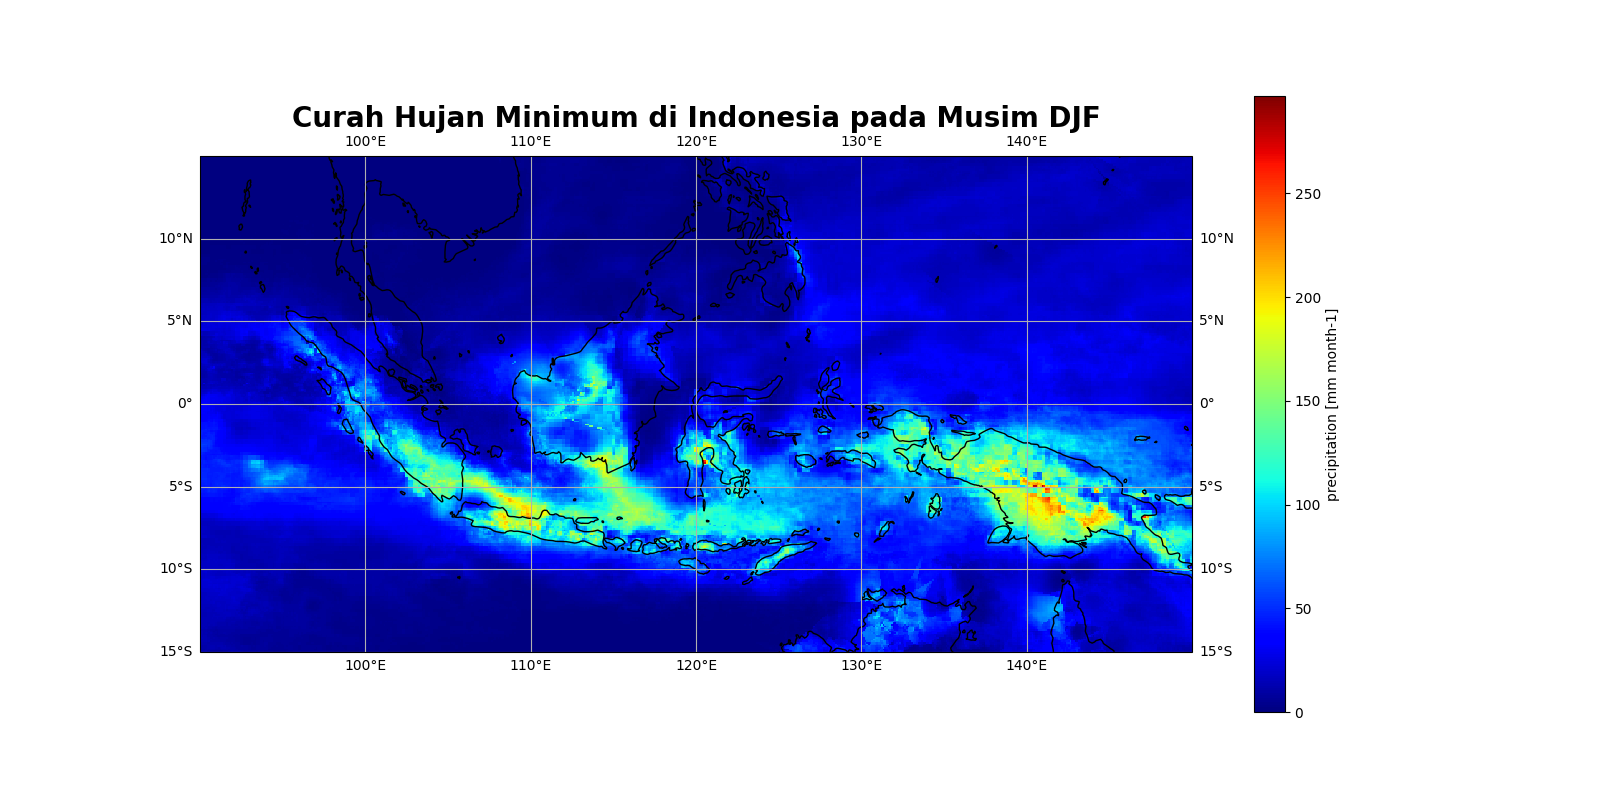 Curah Hujan Minimum di Indonesia pada Musim DJF
100°E 110°E 120°E 130°E 140°E
10°N 10°N
5°N 5°N
0° 0°
5°S 5°S
10°S 10°S
15°S 15°S
100°E 110°E 120°E 130°E 140°E
250
200
150
100
50
0
precipitation [mm month-1]